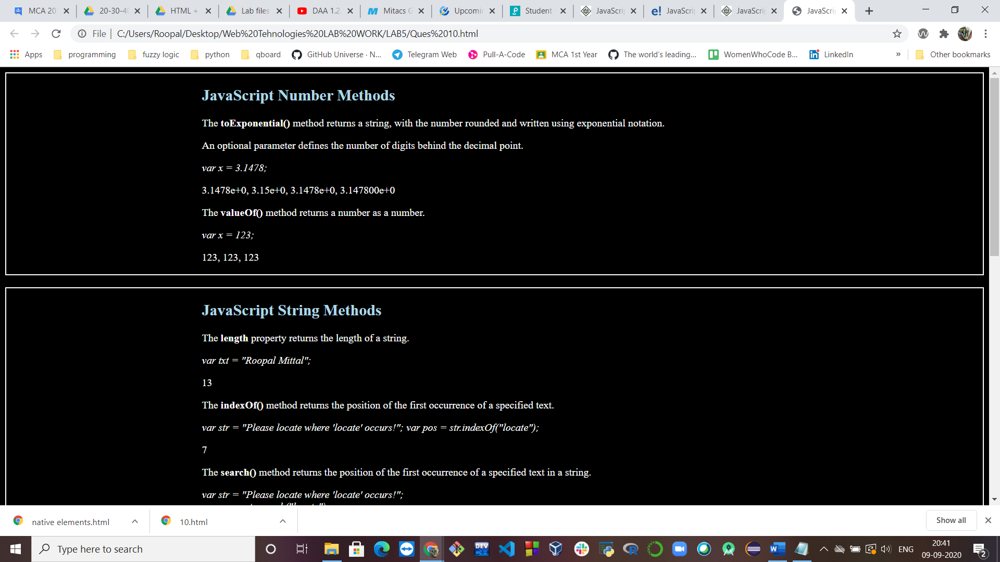 MCA 20
20-30-4
HTML +
Lab files
DAA 1.2
Mitacs G
Upcomin
Student
JavaScrip
JavaScrip
JavaScrip
JavaScrip
File | C:/Users/Roopal/Desktop/Web%20Tehnologies%20LAB%20WORK/LAB5/Ques%2010.html
Apps programming fuzzy logic python qboard GitHub Universe · N... Telegram Web Pull-A-Code MCA 1st Year The world's leading... WomenWhoCode B... LinkedIn » Other bookmarks
JavaScript Number Methods
The toExponential() method returns a string, with the number rounded and written using exponential notation.
An optional parameter defines the number of digits behind the decimal point.
var x = 3.1478;
3.1478e+0, 3.15e+0, 3.1478e+0, 3.147800e+0
The valueOf() method returns a number as a number.
var x = 123;
123, 123, 123
JavaScript String Methods
The length property returns the length of a string.
var txt = "Roopal Mittal";
13
The indexOf() method returns the position of the first occurrence of a specified text.
var str = "Please locate where 'locate' occurs!"; var pos = str.indexOf("locate");
7
The search() method returns the position of the first occurrence of a specified text in a string.
var str = "Please locate where 'locate' occurs!";
native elements.html
10.html
Show all
Type here to search
DEV C++
ENG
20:41
09-09-2020
2